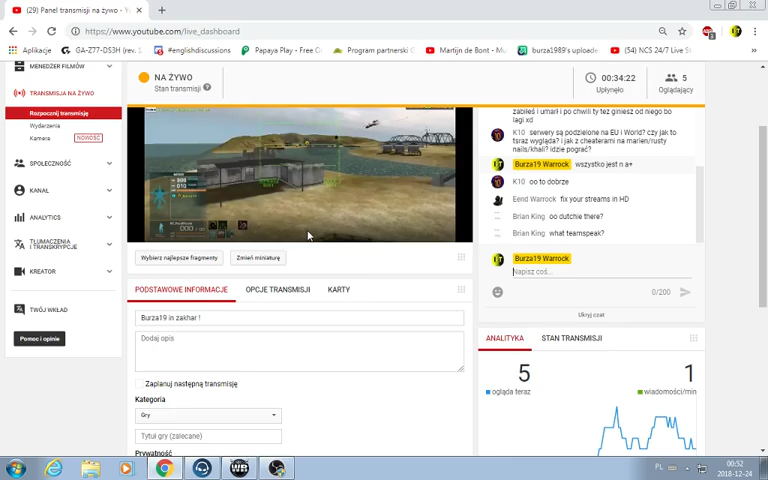 (29) Panel transmisji na żywo -
https://www.youtube.com/live_dashboard
Aplikacje
GA-Z77-DS3H (rev. 1
#englishdiscussions
Papaya Play - Free O
Program partnerski
Martijn de Bont - Mu
burza1989's uploade
(54) NCS 24/7 Live St
MENEDŻER FILMÓW
TRANSMISJA NA ŻYWO
Rozpocznij transmisję
Wydarzenia
Kamera
NOWOŚĆ
SPOŁECZNOŚĆ
KANAŁ
ANALYTICS
TŁUMACZENIA
I TRANSKRYPCJE
KREATOR
TWÓJ WKŁAD
Pomoc i opinie
NA ŻYWO
Stan transmisji
00:34:22
Upłynęło
5
Oglądający
Wybierz najlepsze fragmenty
Zmień miniaturę
PODSTAWOWE INFORMACJE
OPCJE TRANSMISJI
KARTY
Burza19 in zakhar !
Dodaj opis
Zaplanuj następną transmisję
Kategoria
Gry
Tytuł gry (zalecane)
Prywatność
zabiłeś i umarł i po chwili ty też giniesz od niego bo
lagi xd
K10 serwery są podzielone na EU i World? czy jak to
tsraz wygląda? i jak z cheaterami na marien/rusty
nails/khali? idzie pograć?
Burza19 Warrock wszystko jest n a+
K10 oo to dobrze
Eend Warrock fix your streams in HD
Brian King oo dutchie there?
Brian King what teamspeak?
Burza19 Warrock
Napisz coś...
0/200
Ukryj czat
ANALITYKA
STAN TRANSMISJI
5
ogląda teraz
1
wiadomości/min
PL
00:52
2018-12-24